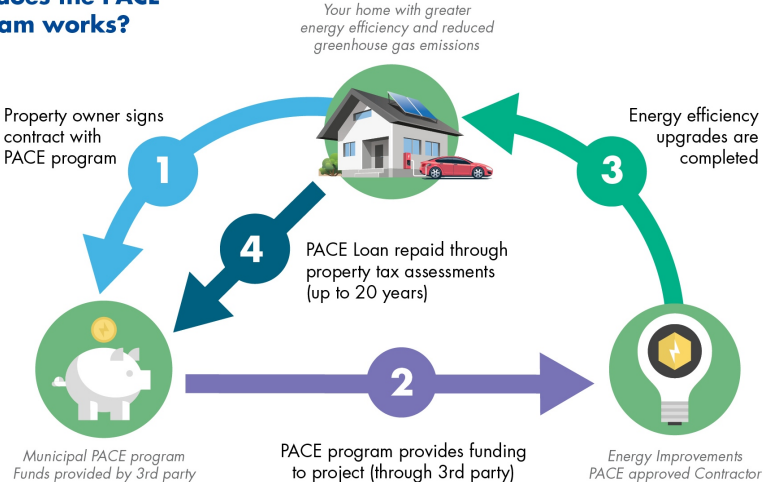 does the PACE
am works?
Your home with greater
energy efficiency and reduced
greenhouse gas emissions
Property owner signs
contract with
PACE program
1
Energy efficiency
upgrades are
completed
3
4
PACE Loan repaid through
property tax assessments
(up to 20 years)
2
Municipal PACE program
Funds provided by 3rd party
PACE program provides funding
to project (through 3rd party)
Energy Improvements
PACE approved Contractor